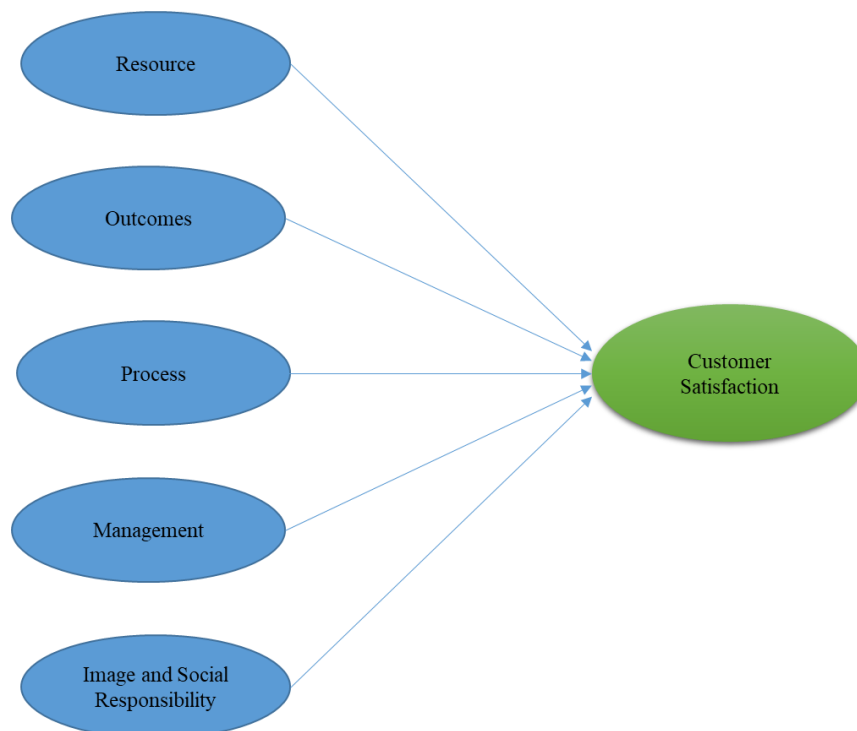 Resource
Outcomes
Process
Customer
Satisfaction
Management
Image and Social
Responsibility